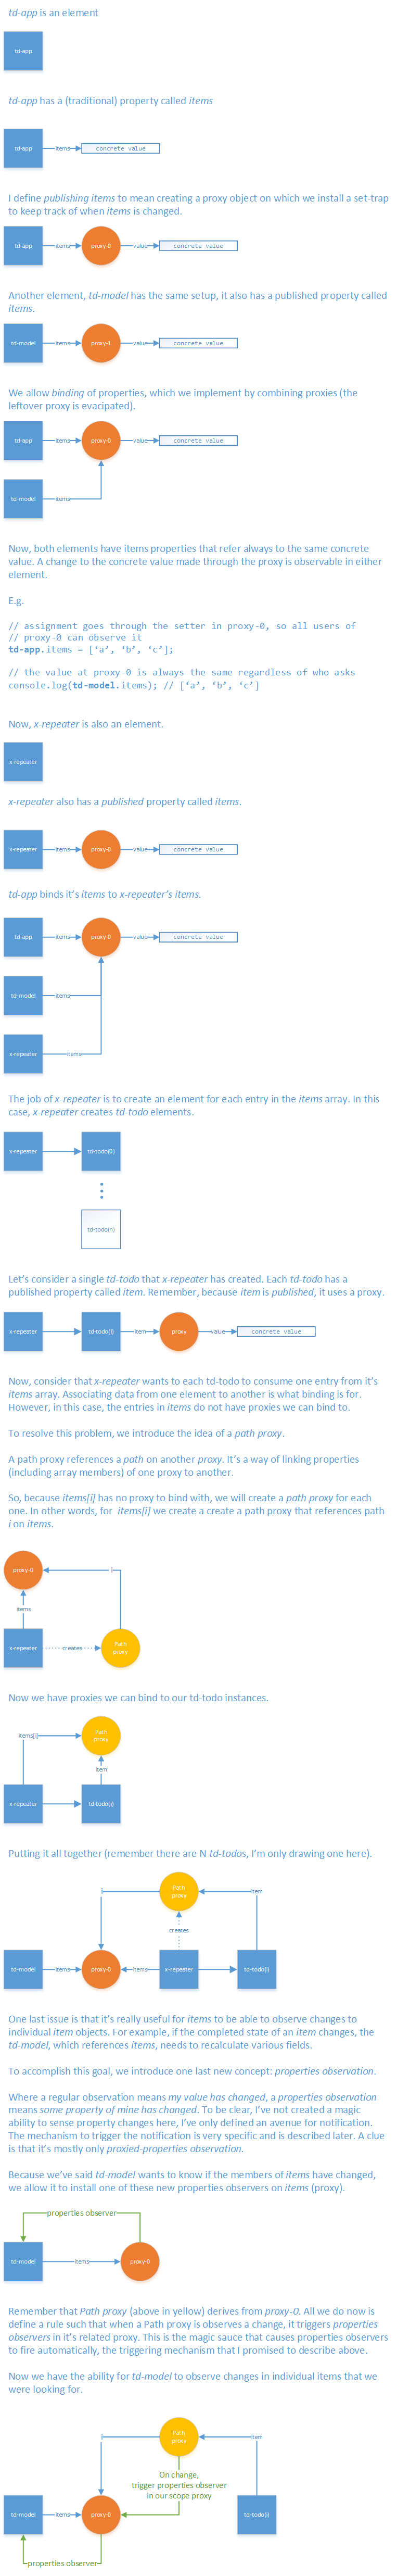 td-app is an element
td-app
td-app has a (traditional) property called items
td-app items concrete value
I define publishing items to mean creating a proxy object on which we install a set-trap
to keep track of when items is changed.
td-app items proxy-0 value concrete value
Another element, td-model has the same setup, it also has a published property called
items.
td-model items proxy-1 value concrete value
We allow binding of properties, which we implement by combining proxies (the
leftover proxy is evacipated).
td-app items proxy-0 value concrete value
td-model items
Now, both elements have items properties that refer always to the same concrete
value. A change to the concrete value made through the proxy is observable in either
element.
E.g.
// assignment goes through the setter in proxy-0, so all users of
// proxy-0 can observe it
td-app.items = [‘a’, ‘b’, ‘c’];
// the value at proxy-0 is always the same regardless of who asks
console.log(td-model.items); // [‘a’, ‘b’, ‘c’]
Now, x-repeater is also an element.
x-repeater
x-repeater also has a published property called items.
x-repeater items proxy-0 value concrete value
td-app binds it’s items to x-repeater’s items.
td-app items proxy-0 value concrete value
td-model items
x-repeater items
The job of x-repeater is to create an element for each entry in the items array. In this
case, x-repeater creates td-todo elements.
x-repeater td-todo(0)
td-todo(n)
Let’s consider a single td-todo that x-repeater has created. Each td-todo has a
published property called item. Remember, because item is published, it uses a proxy.
x-repeater td-todo(i) item proxy value concrete value
Now, consider that x-repeater wants to each td-todo to consume one entry from it’s
items array. Associating data from one element to another is what binding is for.
However, in this case, the entries in items do not have proxies we can bind to.
To resolve this problem, we introduce the idea of a path proxy.
A path proxy references a path on another proxy. It’s a way of linking properties
(including array members) of one proxy to another.
So, because items[i] has no proxy to bind with, we will create a path proxy for each
one. In other words, for items[i] we create a create a path proxy that references path
i on items.
proxy-0 i
items
x-repeater creates Path
proxy
Now we have proxies we can bind to our td-todo instances.
items[i] Path
proxy
item
x-repeater td-todo(i)
Putting it all together (remember there are N td-todos, I’m only drawing one here).
Path
proxy
i item
creates
td-model items proxy-0 items x-repeater td-todo(i)
One last issue is that it’s really useful for items to be able to observe changes to
individual item objects. For example, if the completed state of an item changes, the
td-model, which references items, needs to recalculate various fields.
To accomplish this goal, we introduce one last new concept: properties observation.
Where a regular observation means my value has changed, a properties observation
means some property of mine has changed. To be clear, I’ve not created a magic
ability to sense property changes here, I’ve only defined an avenue for notification.
The mechanism to trigger the notification is very specific and is described later. A clue
is that it’s mostly only proxied-properties observation.
Because we’ve said td-model wants to know if the members of items have changed,
we allow it to install one of these new properties observers on items (proxy).
properties observer
td-model items proxy-0
Remember that Path proxy (above in yellow) derives from proxy-0. All we do now is
define a rule such that when a Path proxy is observes a change, it triggers properties
observers in it’s related proxy. This is the magic sauce that causes properties observers
to fire automatically, the triggering mechanism that I promised to describe above.
Now we have the ability for td-model to observe changes in individual items that we
were looking for.
Path
proxy
i item
On change,
trigger properties observer
in our scope proxy
td-model items proxy-0 td-todo(i)
properties observer